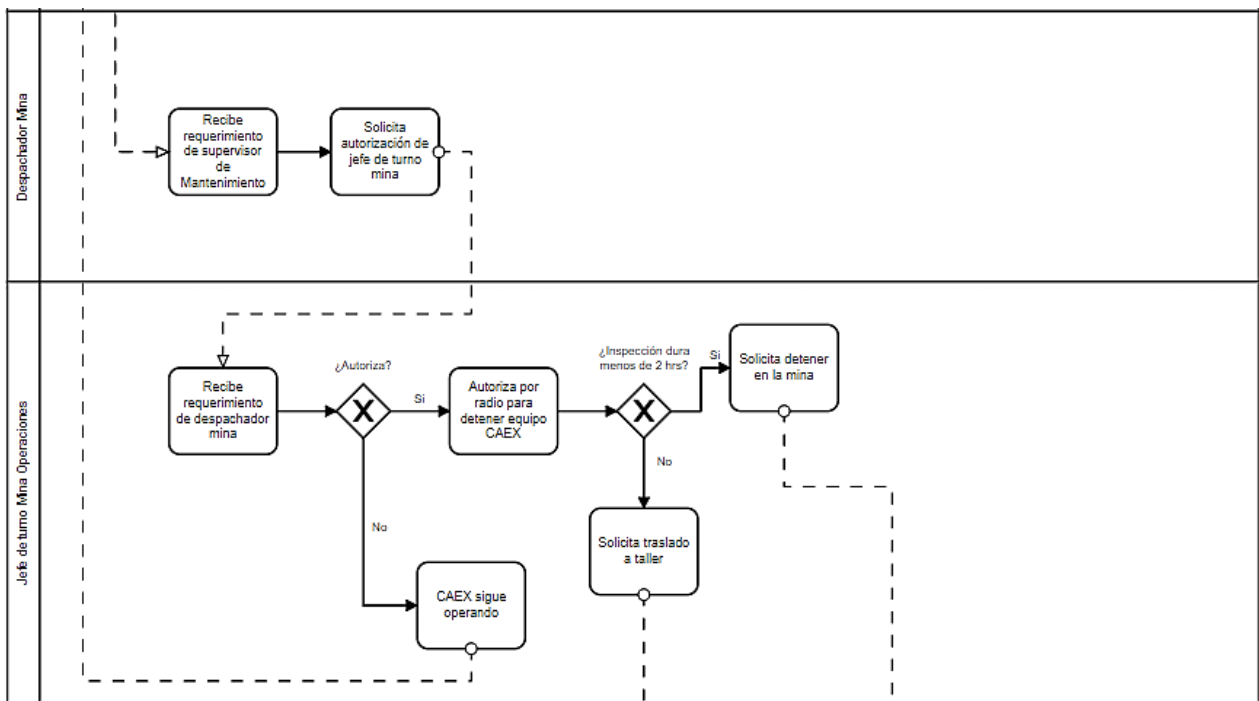 Despachador Mina
Recibe
requerimiento
de supervisor
de
Mantenimiento
Solicita
autorización de
jefe de turno
mina
Jefe de turno Mina Operaciones
Recibe
requerimiento
de despachador
mina
¿Autoriza?
Si
No
Autoriza por
radio para
detener equipo
CAEX
¿Inspección dura
menos de 2 hrs?
Si
No
Solicita detener
en la mina
Solicita traslado
a taller
CAEX sigue
operando